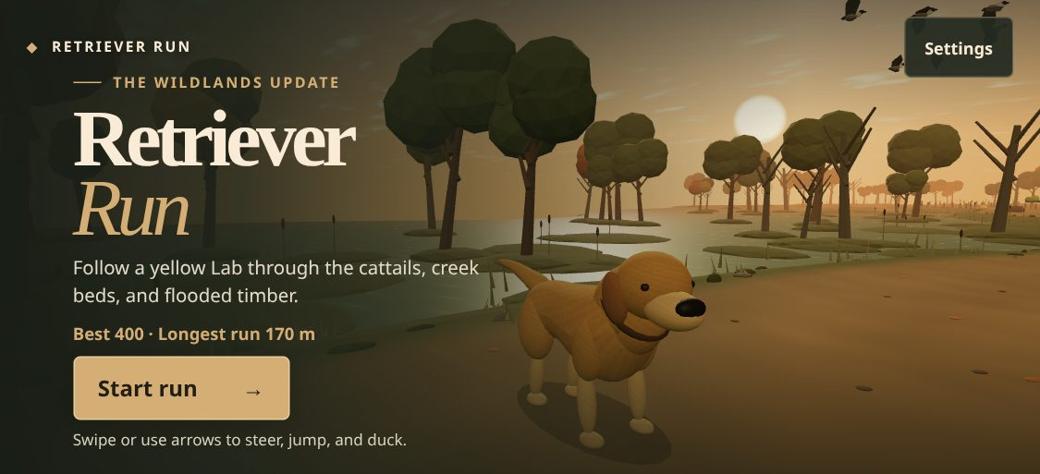 RETRIEVER RUN
Settings
THE WILDLANDS UPDATE
Retriever
Run
Follow a yellow Lab through the cattails, creek
beds, and flooded timber.
Best 400 · Longest run 170 m
Start run →
Swipe or use arrows to steer, jump, and duck.